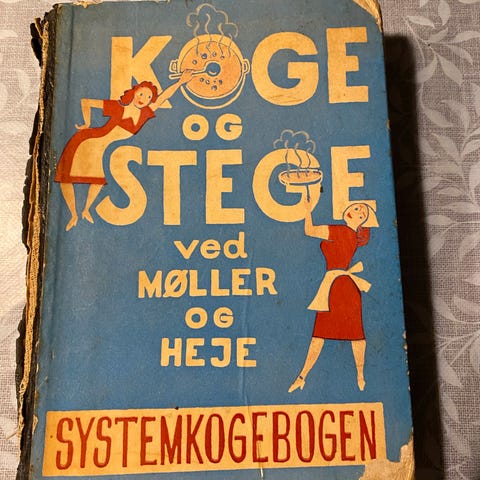 KOGE
OG
STEGE
ved
MØLLER
OG
HEJE
SYSTEMKOGEBOGEN